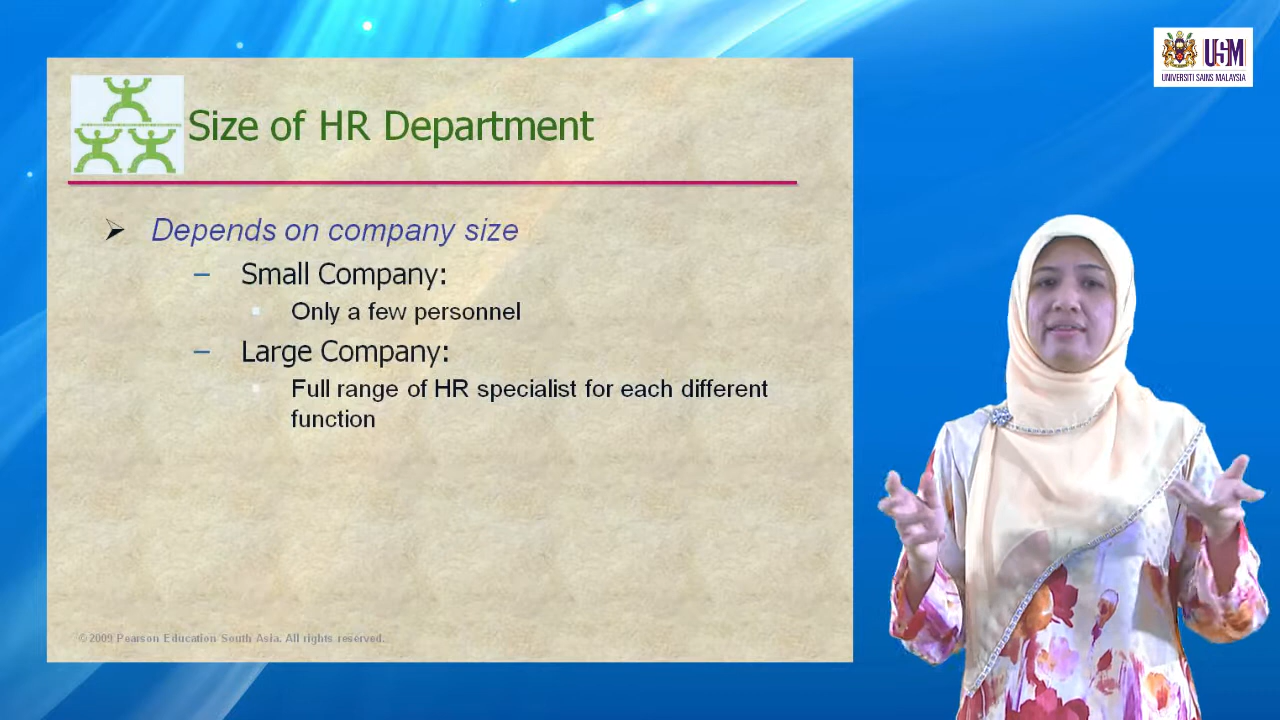 USM
UNIVERSITI SAINS MALAYSIA
Size of HR Department
Depends on company size
– Small Company:
Only a few personnel
– Large Company:
Full range of HR specialist for each different
function
© 2009 Pearson Education South Asia. All rights reserved.